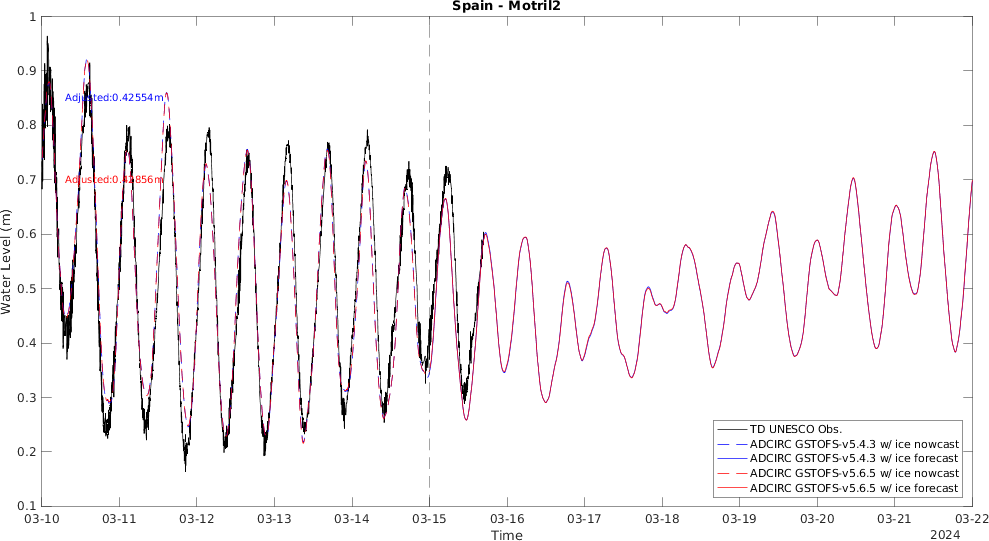 Spain - Motril2
1
0.9
0.8
0.7
0.6
0.5
0.4
0.3
0.2
0.1
Water Level (m)
Adjusted:0.42554m
Adjusted:0.42856m
TD UNESCO Obs.
ADCIRC GSTOFS-v5.4.3 w/ ice nowcast
ADCIRC GSTOFS-v5.4.3 w/ ice forecast
ADCIRC GSTOFS-v5.6.5 w/ ice nowcast
ADCIRC GSTOFS-v5.6.5 w/ ice forecast
03-10 03-11 03-12 03-13 03-14 03-15 03-16 03-17 03-18 03-19 03-20 03-21 03-22
Time
2024